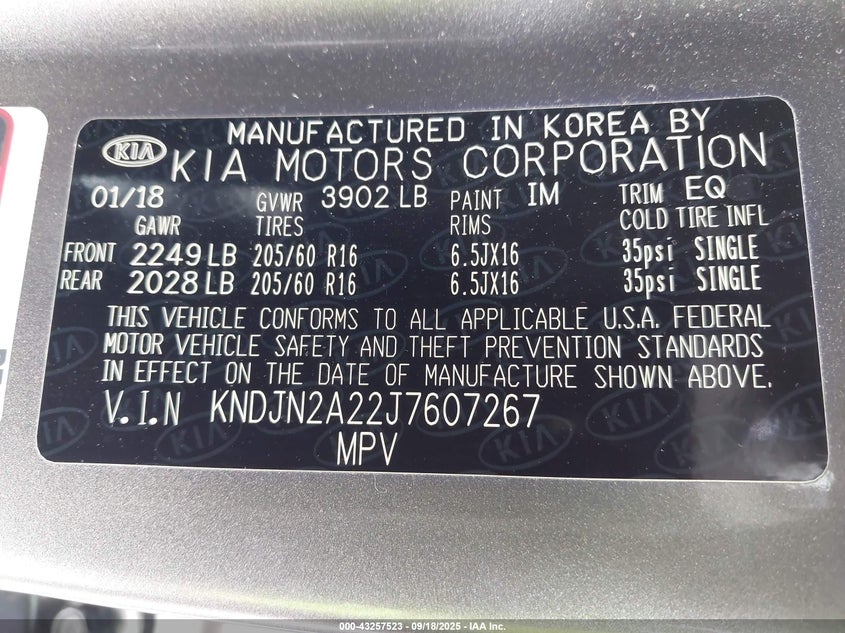 MANUFACTURED IN KOREA BY
KIA KIA MOTORS CORPORATION
01/18 GVWR 3902 LB PAINT IM TRIM EQ
GAWR TIRES RIMS COLD TIRE INFL
FRONT 2249 LB 205/60 R16 6.5JX16 35psi SINGLE
REAR 2028 LB 205/60 R16 6.5JX16 35psi SINGLE
THIS VEHICLE CONFORMS TO ALL APPLICABLE U.S.A. FEDERAL
MOTOR VEHICLE SAFETY AND THEFT PREVENTION STANDARDS
IN EFFECT ON THE DATE OF MANUFACTURE SHOWN ABOVE.
V.I.N KNDJN2A22J7607267
MPV
000-43257523 - 09/18/2025 - IAA Inc.